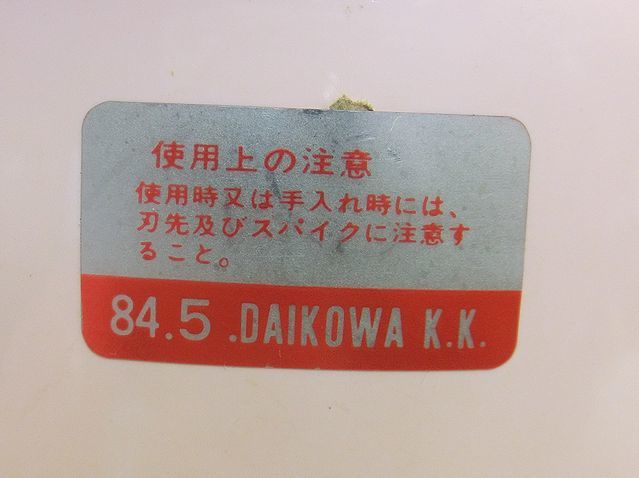 使用上の注意
使用時又は手入れ時には、
刃先及びスパイクに注意す
ること。
84.5.DAIKOWA K.K.